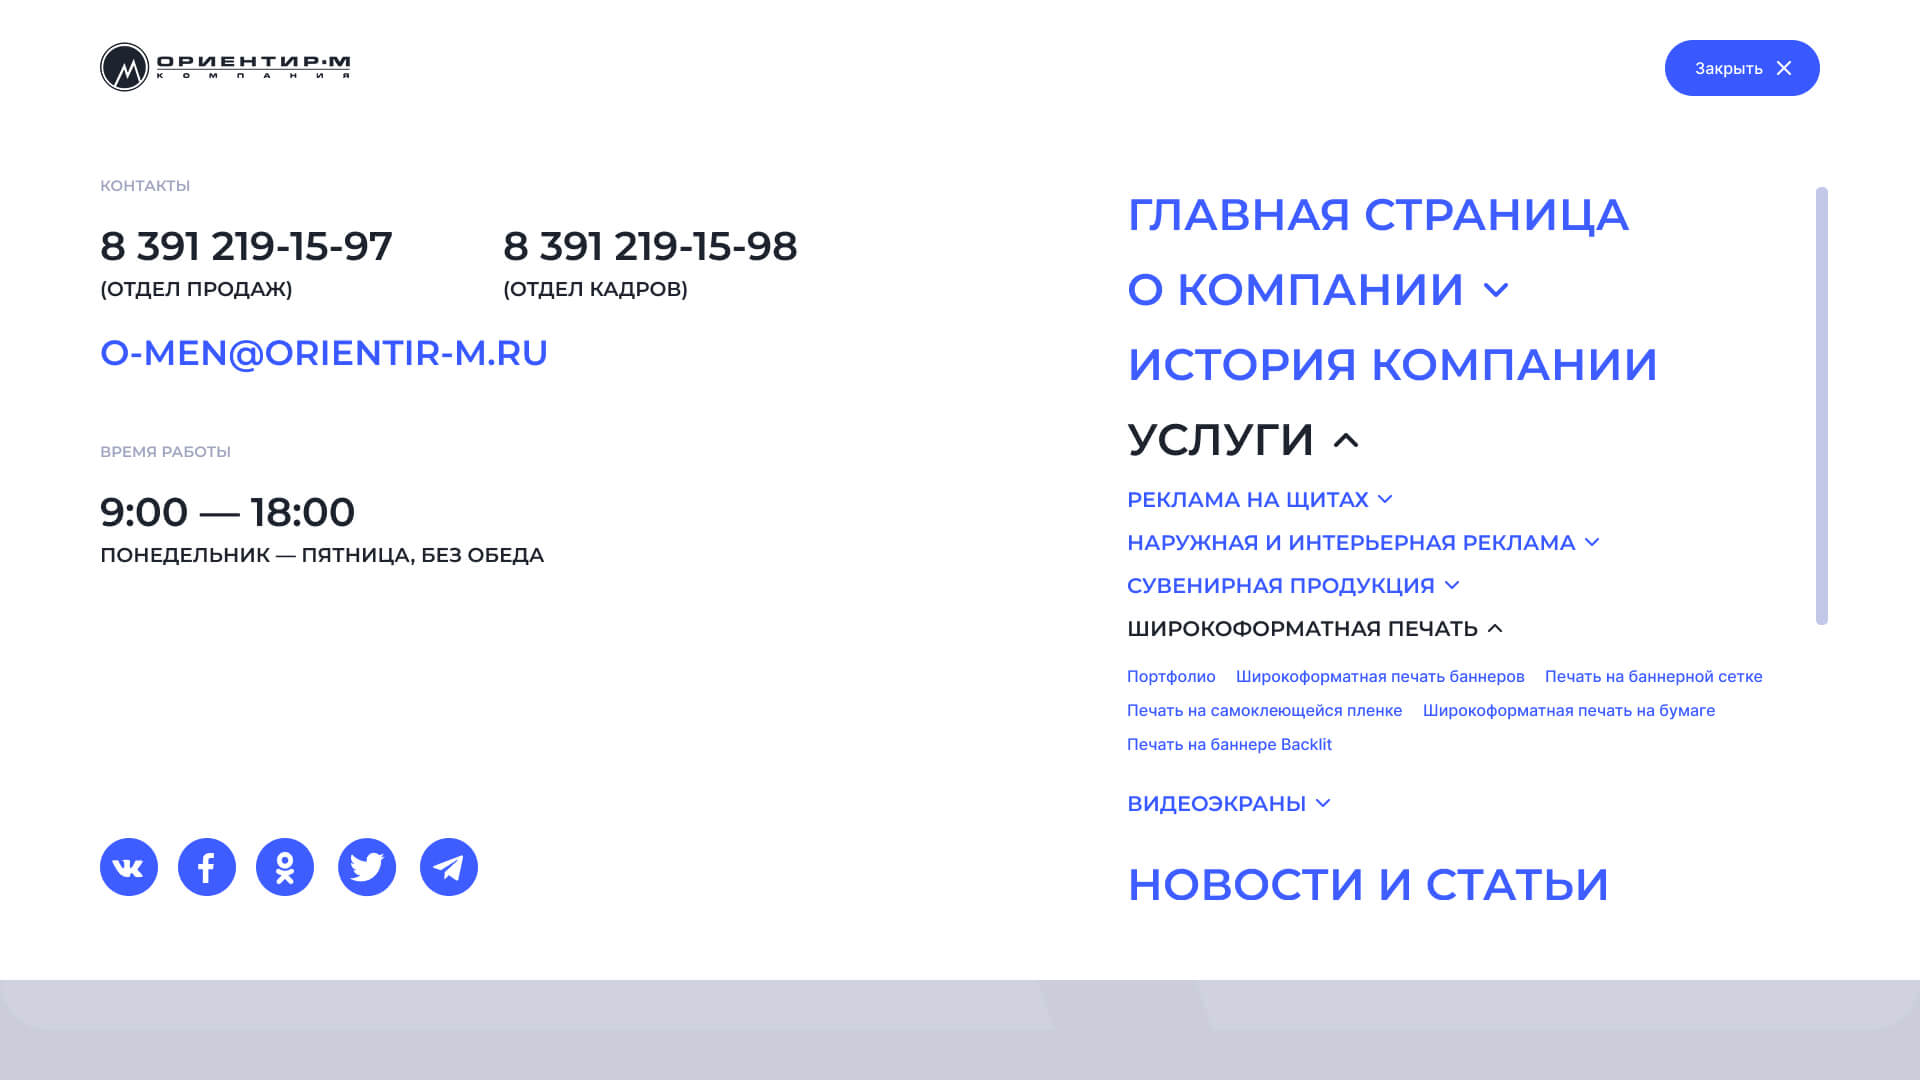 ОРИЕНТИР·М
КОМПАНИЯ
Закрыть
КОНТАКТЫ
8 391 219-15-97
(ОТДЕЛ ПРОДАЖ)
8 391 219-15-98
(ОТДЕЛ КАДРОВ)
O-MEN@ORIENTIR-M.RU
ВРЕМЯ РАБОТЫ
9:00 — 18:00
ПОНЕДЕЛЬНИК — ПЯТНИЦА, БЕЗ ОБЕДА
ГЛАВНАЯ СТРАНИЦА
О КОМПАНИИ
ИСТОРИЯ КОМПАНИИ
УСЛУГИ
РЕКЛАМА НА ЩИТАХ
НАРУЖНАЯ И ИНТЕРЬЕРНАЯ РЕКЛАМА
СУВЕНИРНАЯ ПРОДУКЦИЯ
ШИРОКОФОРМАТНАЯ ПЕЧАТЬ
Портфолио Широкоформатная печать баннеров Печать на баннерной сетке
Печать на самоклеющейся пленке Широкоформатная печать на бумаге
Печать на баннере Backlit
ВИДЕОЭКРАНЫ
НОВОСТИ И СТАТЬИ